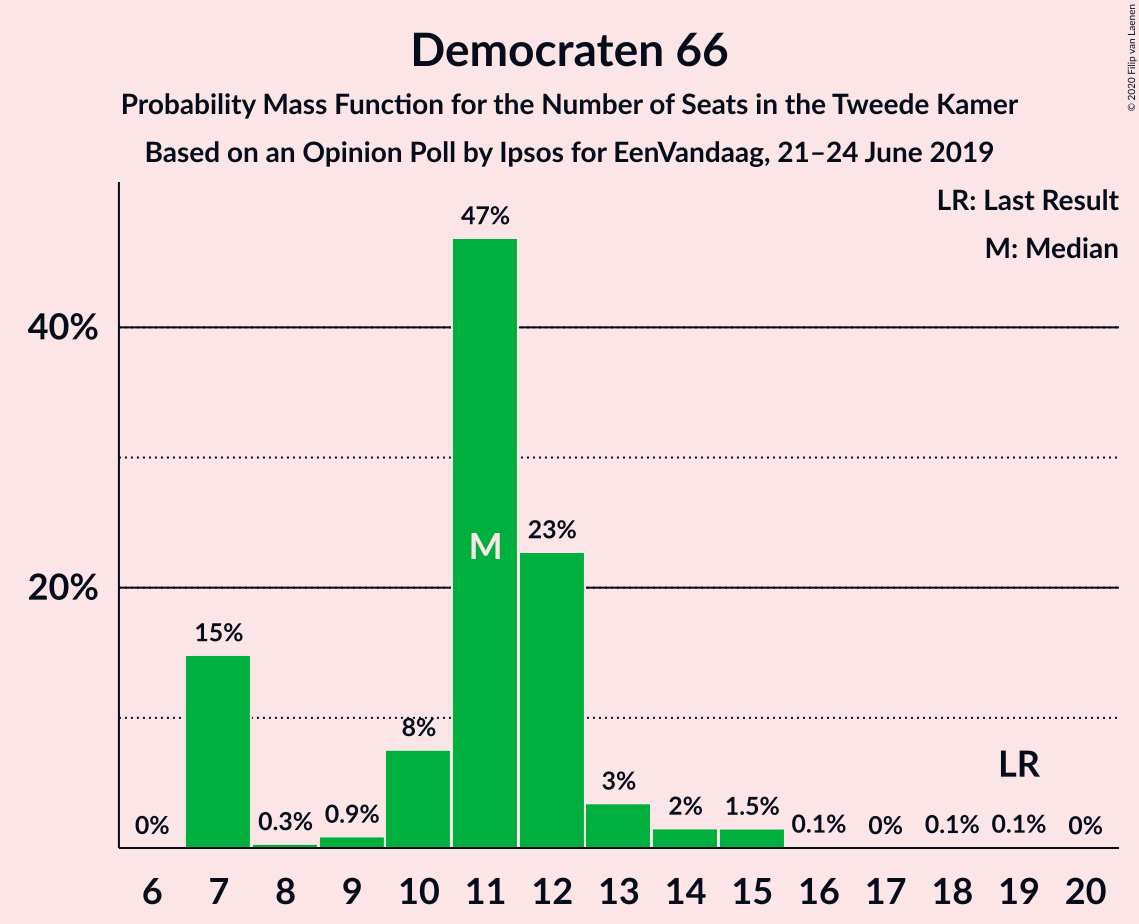 Democraten 66
Probability Mass Function for the Number of Seats in the Tweede Kamer
Based on an Opinion Poll by Ipsos for EenVandaag, 21–24 June 2019
© 2020 Filip van Laenen
LR: Last Result
M: Median
47%
40%
23%
M
20%
15%
8%
LR
3%
0%
0.3%
0.9%
2%
1.5%
0.1%
0%
0.1%
0.1%
0%
6 7 8 9 10 11 12 13 14 15 16 17 18 19 20